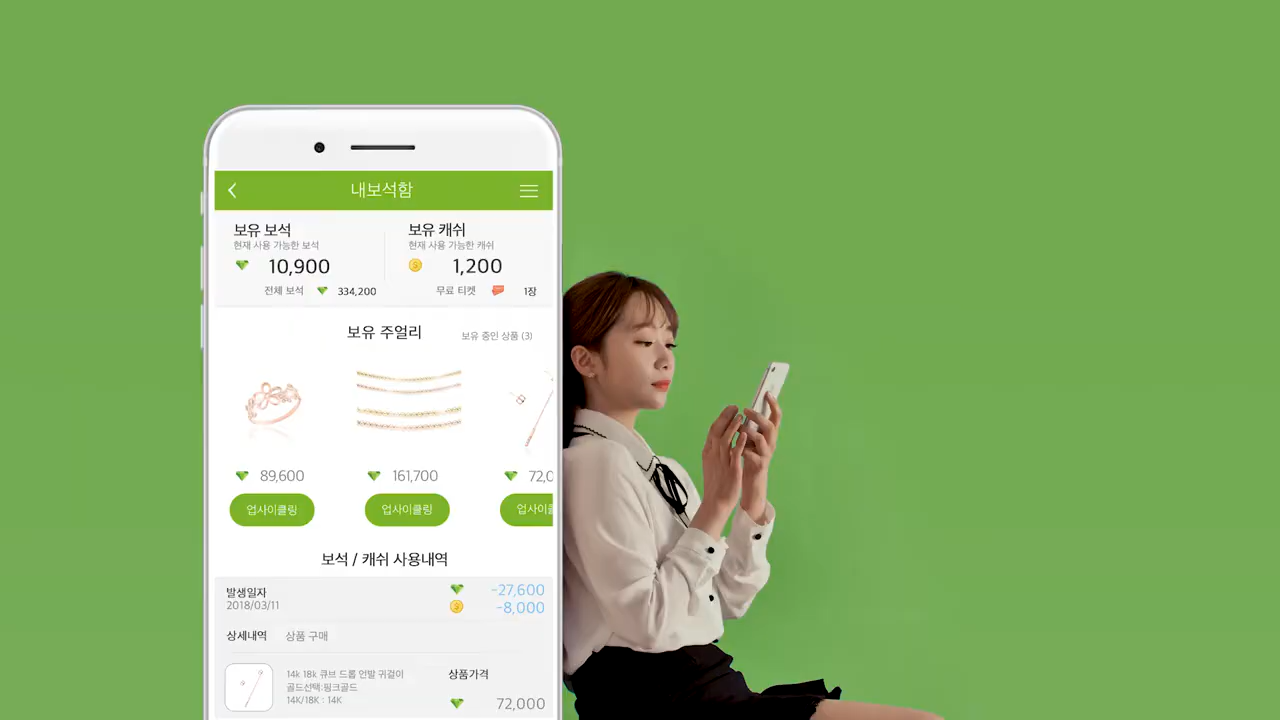 내보석함
보유 보석
현재 사용 가능한 보석
10,900
전체 보석 334,200
보유 캐쉬
현재 사용 가능한 캐쉬
1,200
무료 티켓 1장
보유 주얼리 보유 중인 상품 (3)
89,600 161,700 72,0
업사이클링 업사이클링 업사이클
보석 / 캐쉬 사용내역
발생일자 -27,600
2018/03/11 -8,000
상세내역 상품 구매
14k 18k 큐브 드롭 언발 귀걸이 상품가격
골드선택:핑크골드
14K/18K : 14K 72,000